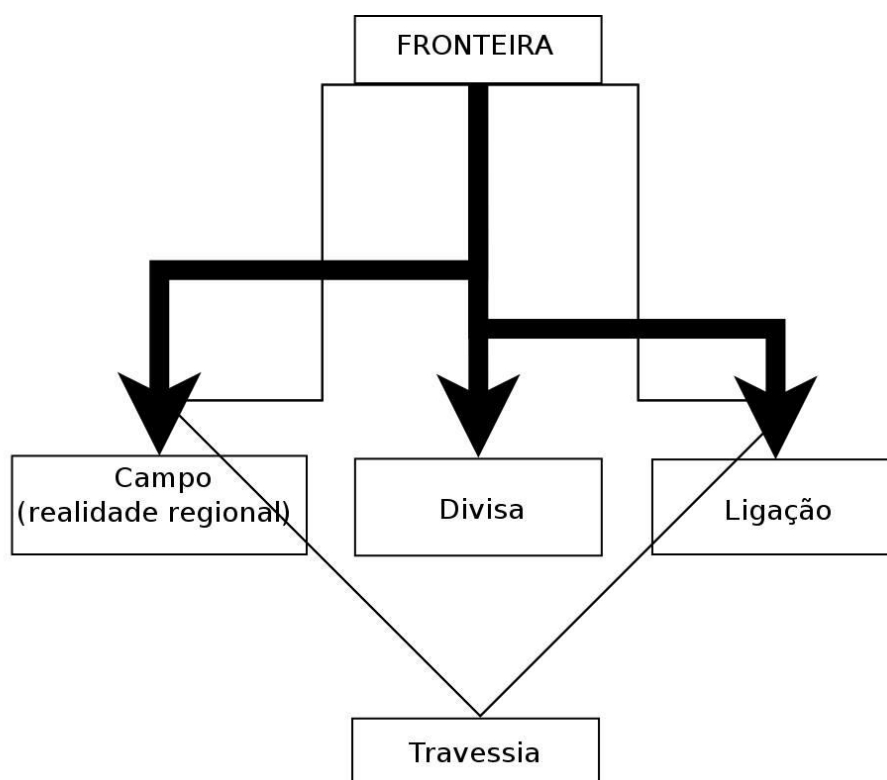 FRONTEIRA
Campo
(realidade regional)
Divisa
Ligação
Travessia